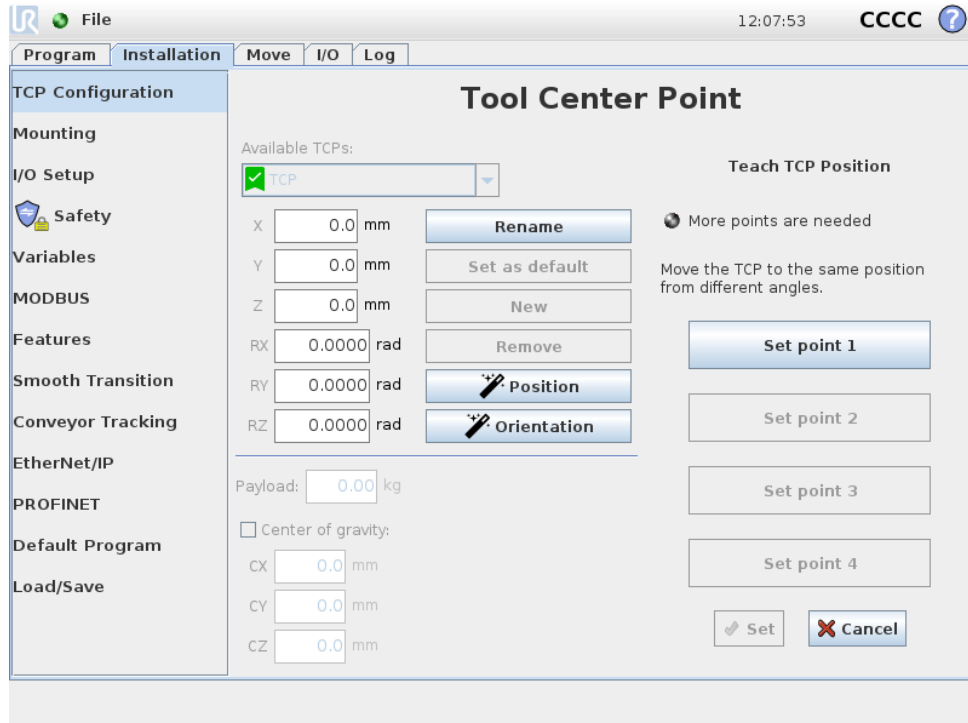 UR File 12:07:53 CCCC ?
Program Installation Move I/O Log
TCP Configuration
Mounting
I/O Setup
Safety
Variables
MODBUS
Features
Smooth Transition
Conveyor Tracking
EtherNet/IP
PROFINET
Default Program
Load/Save
Tool Center Point
Available TCPs:
TCP
X 0.0 mm Rename
Y 0.0 mm Set as default
Z 0.0 mm New
RX 0.0000 rad Remove
RY 0.0000 rad Position
RZ 0.0000 rad Orientation
Payload: 0.00 kg
Center of gravity:
CX 0.0 mm
CY 0.0 mm
CZ 0.0 mm
Teach TCP Position
More points are needed
Move the TCP to the same position
from different angles.
Set point 1
Set point 2
Set point 3
Set point 4
Set Cancel